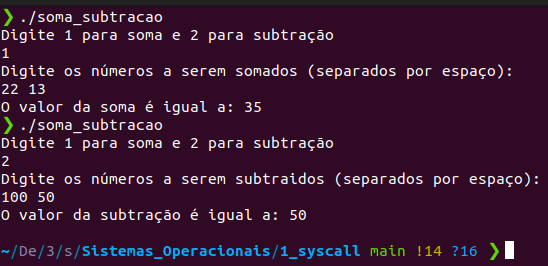 ❯ ./soma_subtracao
Digite 1 para soma e 2 para subtração
1
Digite os números a serem somados (separados por espaço):
22 13
O valor da soma é igual a: 35
❯ ./soma_subtracao
Digite 1 para soma e 2 para subtração
2
Digite os números a serem subtraidos (separados por espaço):
100 50
O valor da subtração é igual a: 50
~/De/3/s/Sistemas_Operacionais/1_syscall main !14 ?16 ❯